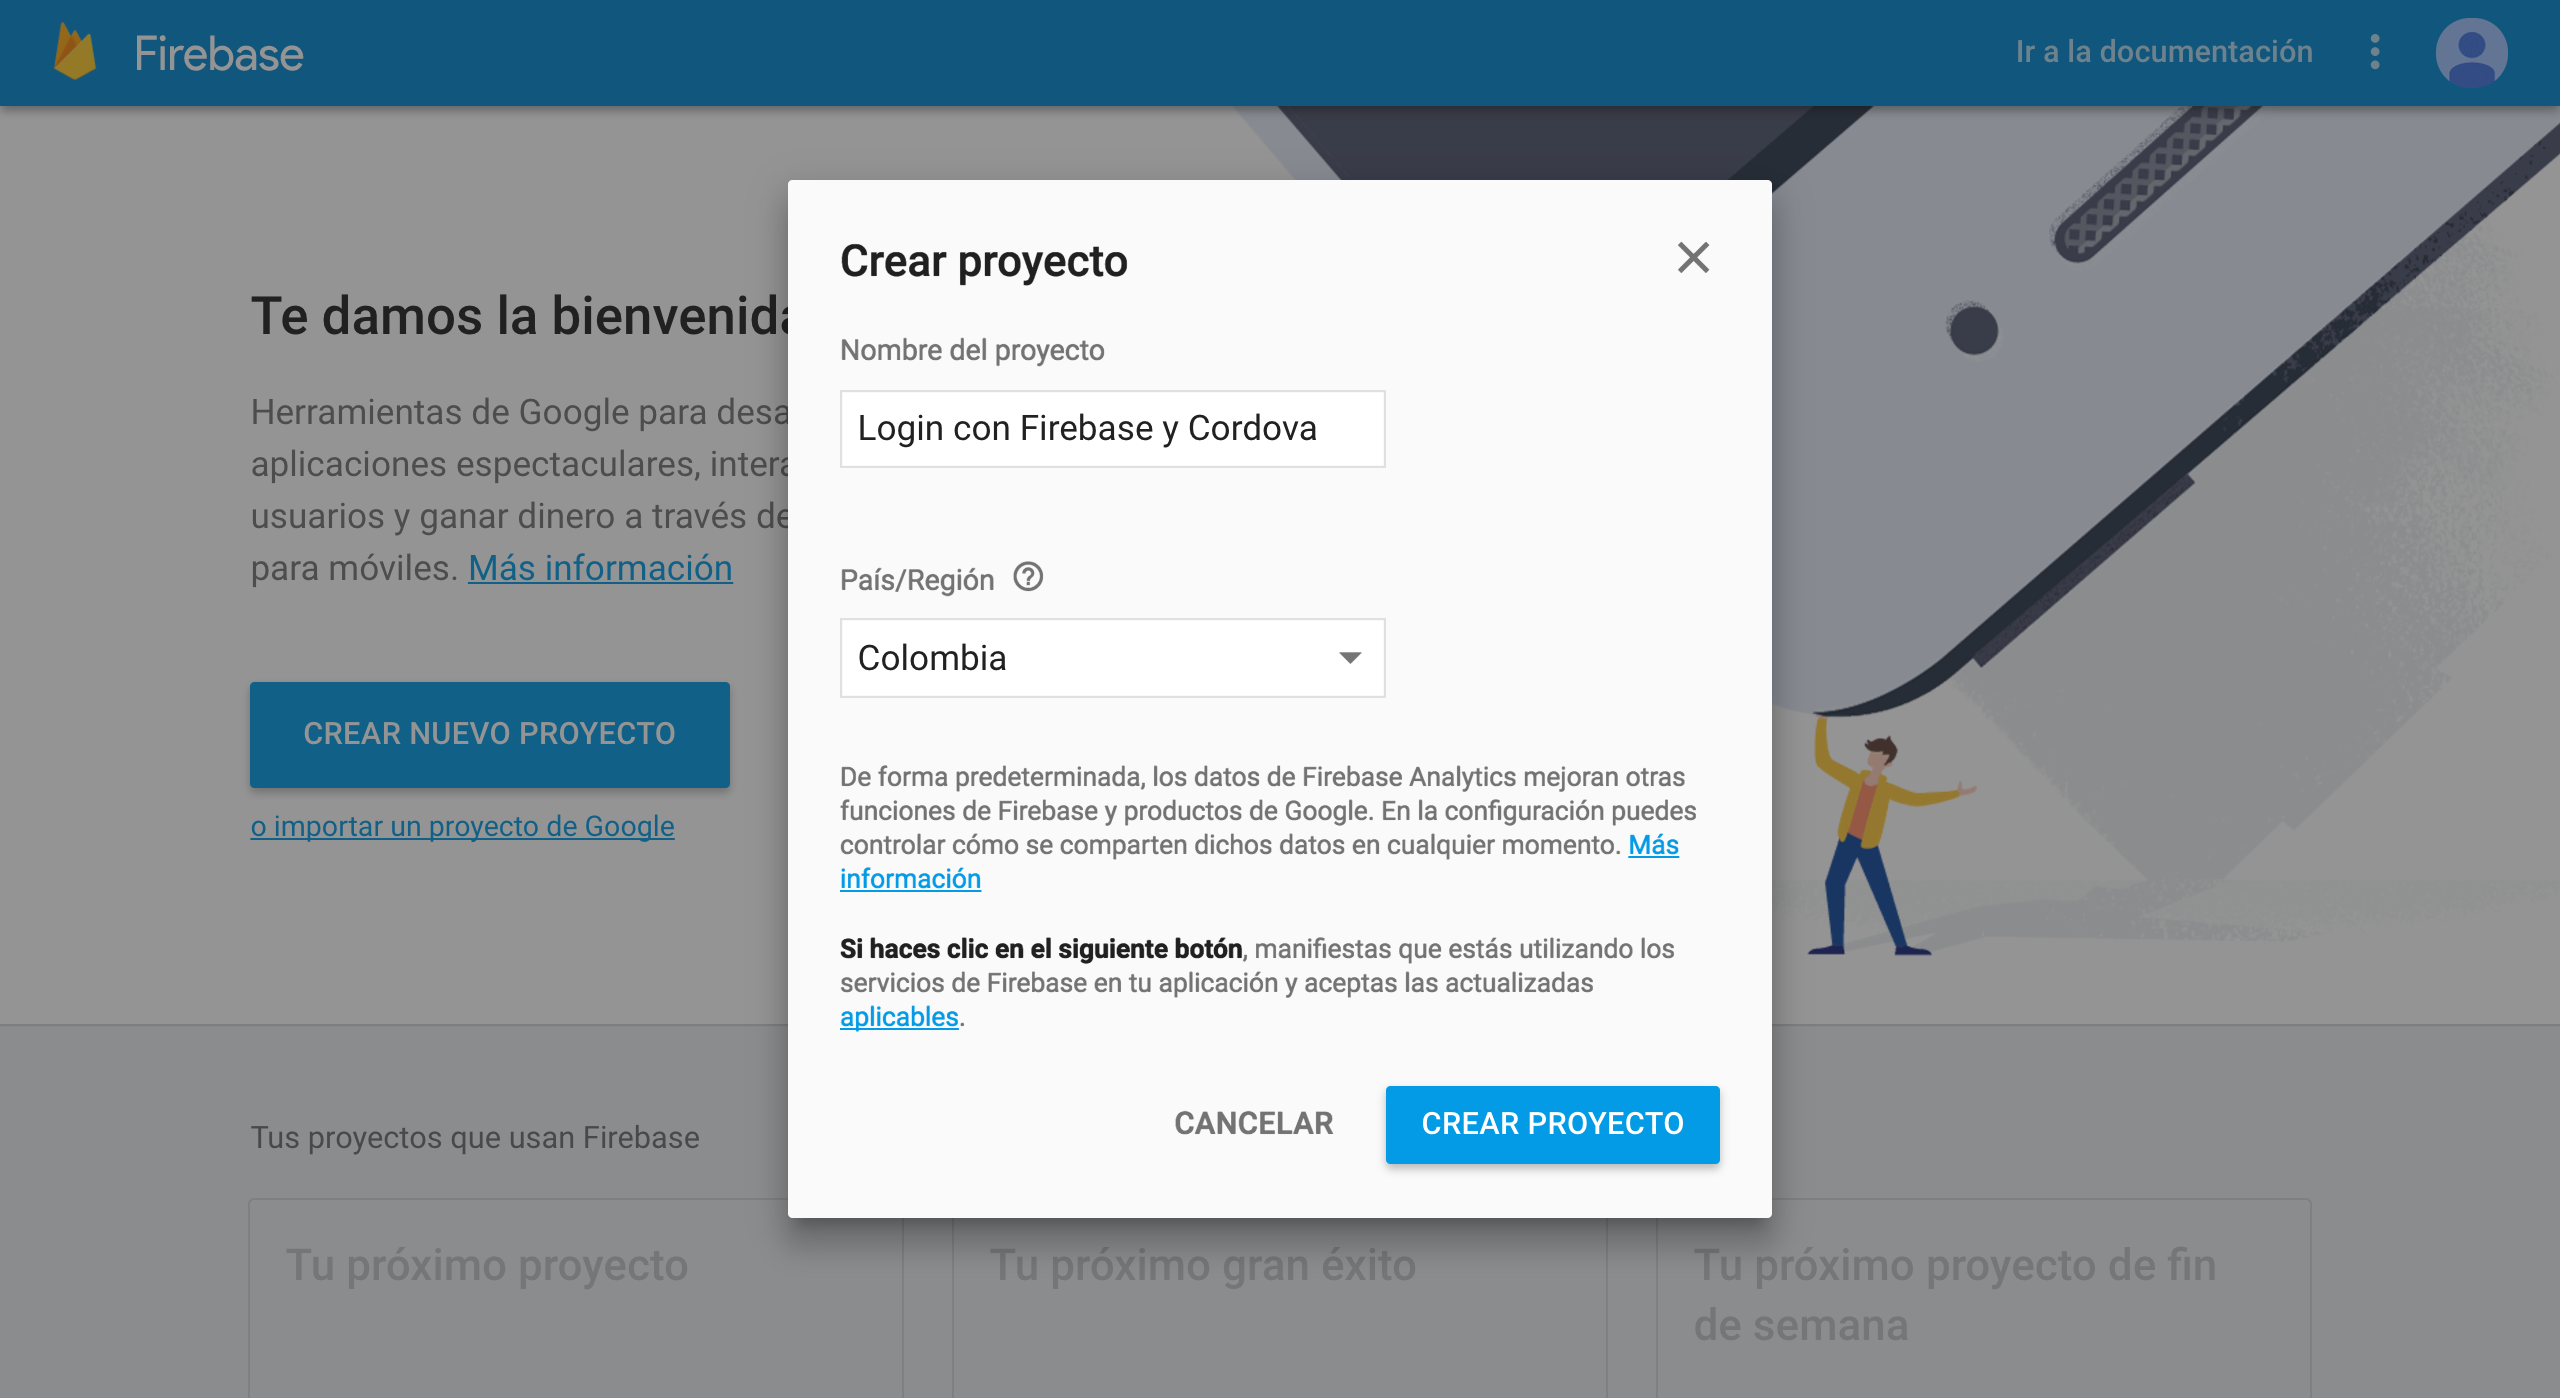 Firebase
Ir a la documentación
Te damos la bienvenida
Herramientas de Google para desa
aplicaciones espectaculares, intera
usuarios y ganar dinero a través de
para móviles. Más información
CREAR NUEVO PROYECTO
o importar un proyecto de Google
Crear proyecto
Nombre del proyecto
Login con Firebase y Cordova
País/Región
Colombia
De forma predeterminada, los datos de Firebase Analytics mejoran otras
funciones de Firebase y productos de Google. En la configuración puedes
controlar cómo se comparten dichos datos en cualquier momento. Más
información
Si haces clic en el siguiente botón, manifiestas que estás utilizando los
servicios de Firebase en tu aplicación y aceptas las actualizadas
aplicables.
CANCELAR
CREAR PROYECTO
Tus proyectos que usan Firebase
Tu próximo proyecto
Tu próximo gran éxito
Tu próximo proyecto de fin
de semana